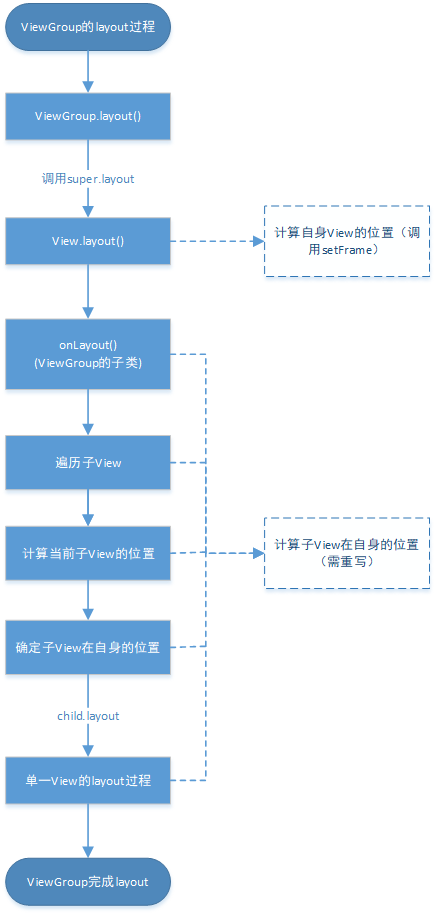 ViewGroup的layout过程
ViewGroup.layout()
调用super.layout
View.layout()
计算自身View的位置（调
用setFrame）
onLayout()
(ViewGroup的子类)
遍历子View
计算当前子View的位置
计算子View在自身的位置
（需重写）
确定子View在自身的位置
child.layout
单一View的layout过程
ViewGroup完成layout